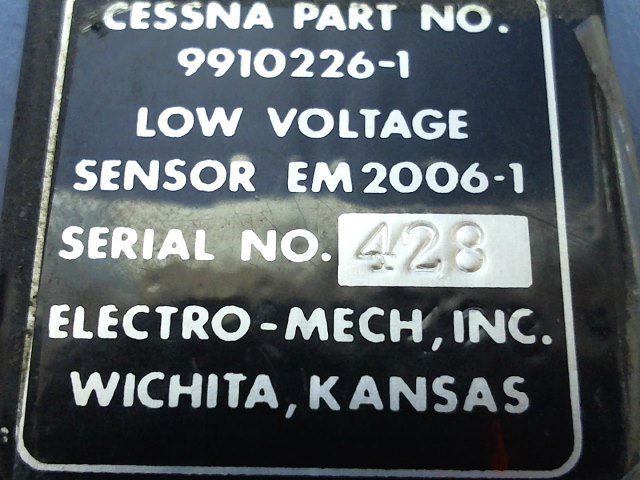 CESSNA PART NO.
9910226-1
LOW VOLTAGE
SENSOR EM2006-1
SERIAL NO. 428
ELECTRO-MECH, INC.
WICHITA, KANSAS